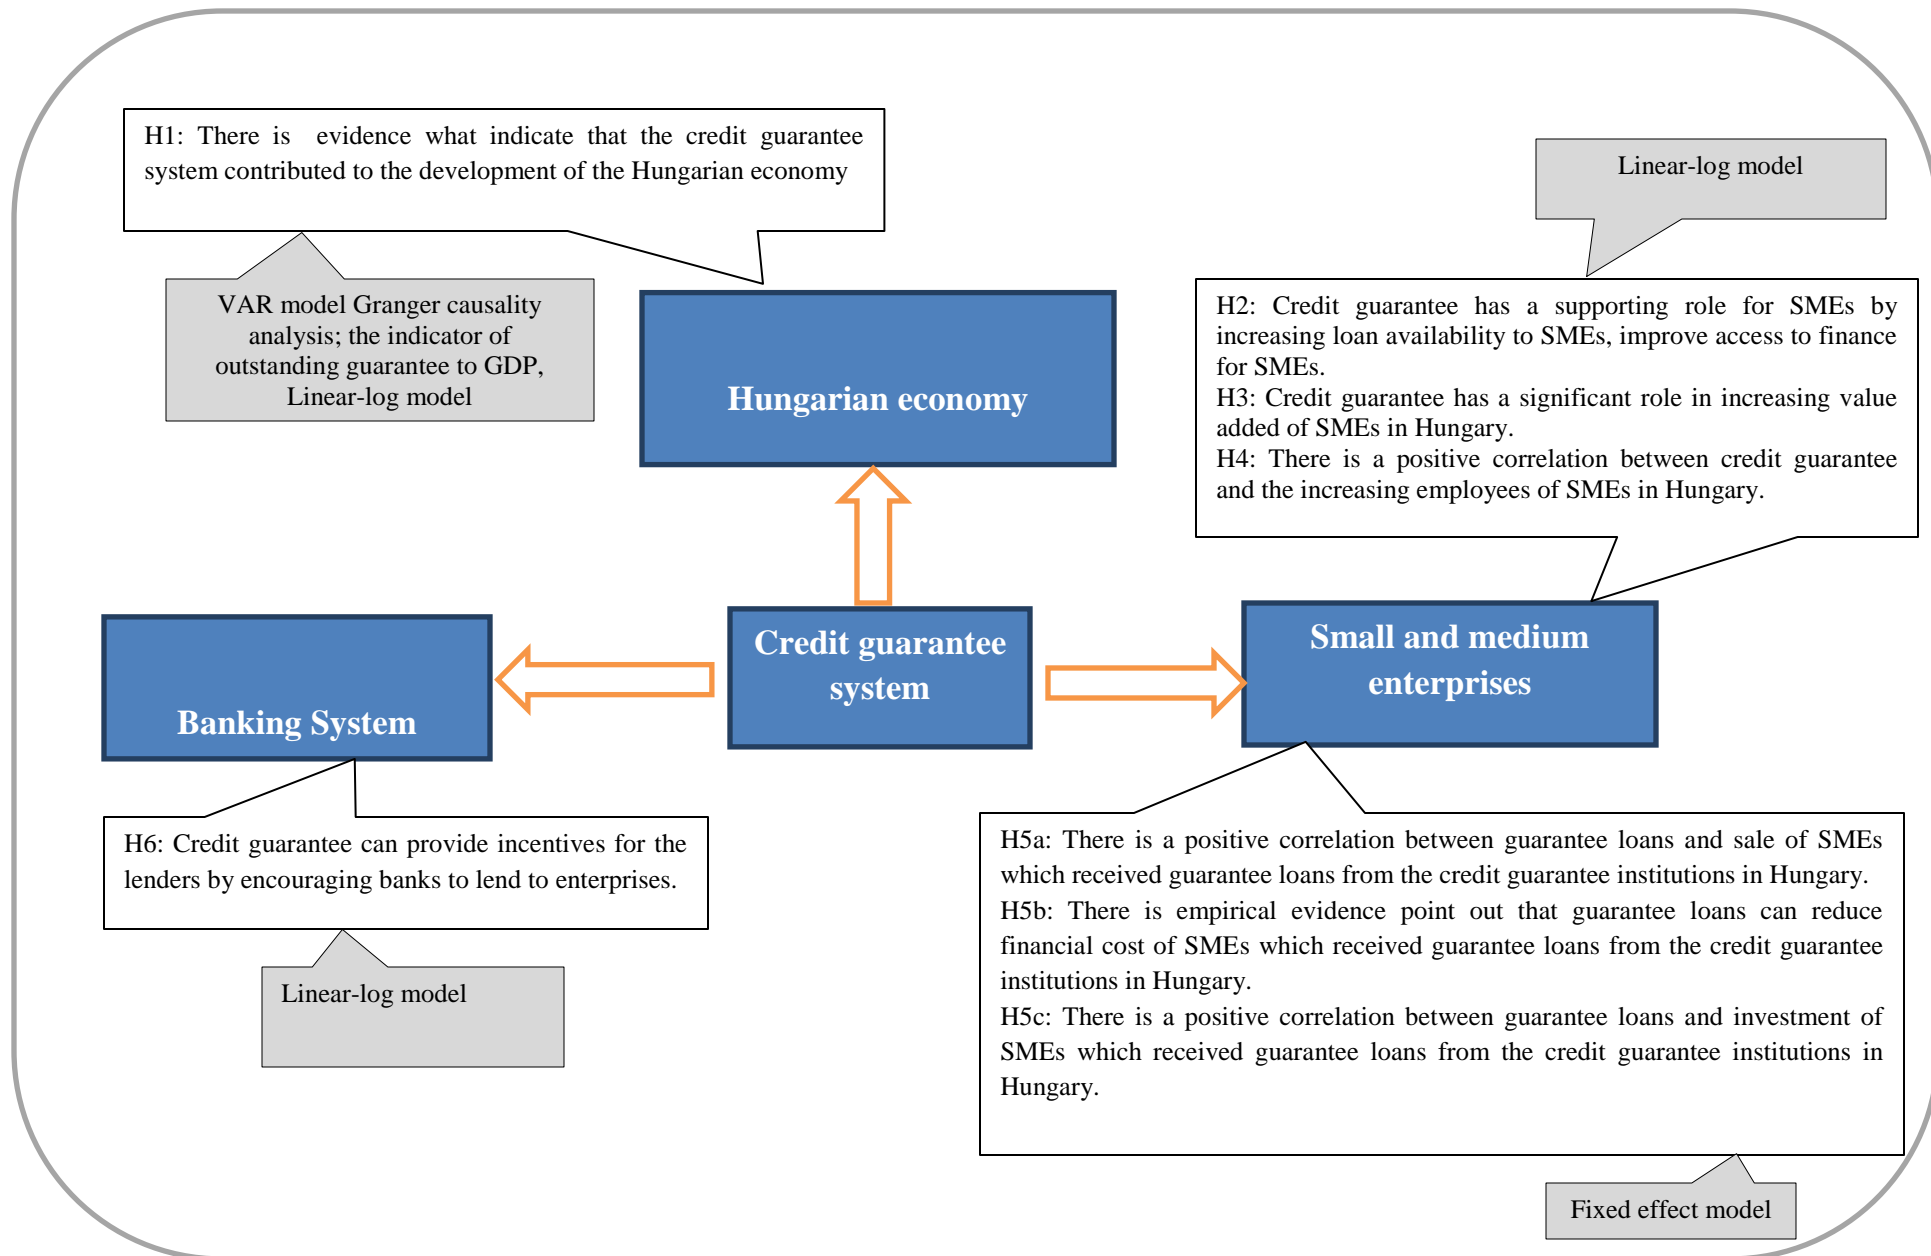 H1: There is evidence what indicate that the credit guarantee
system contributed to the development of the Hungarian economy
Linear-log model
VAR model Granger causality
analysis; the indicator of
outstanding guarantee to GDP,
Linear-log model
Hungarian economy
H2: Credit guarantee has a supporting role for SMEs by
increasing loan availability to SMEs, improve access to finance
for SMEs.
H3: Credit guarantee has a significant role in increasing value
added of SMEs in Hungary.
H4: There is a positive correlation between credit guarantee
and the increasing employees of SMEs in Hungary.
Banking System
Credit guarantee
system
Small and medium
enterprises
H6: Credit guarantee can provide incentives for the
lenders by encouraging banks to lend to enterprises.
Linear-log model
H5a: There is a positive correlation between guarantee loans and sale of SMEs
which received guarantee loans from the credit guarantee institutions in Hungary.
H5b: There is empirical evidence point out that guarantee loans can reduce
financial cost of SMEs which received guarantee loans from the credit guarantee
institutions in Hungary.
H5c: There is a positive correlation between guarantee loans and investment of
SMEs which received guarantee loans from the credit guarantee institutions in
Hungary.
Fixed effect model